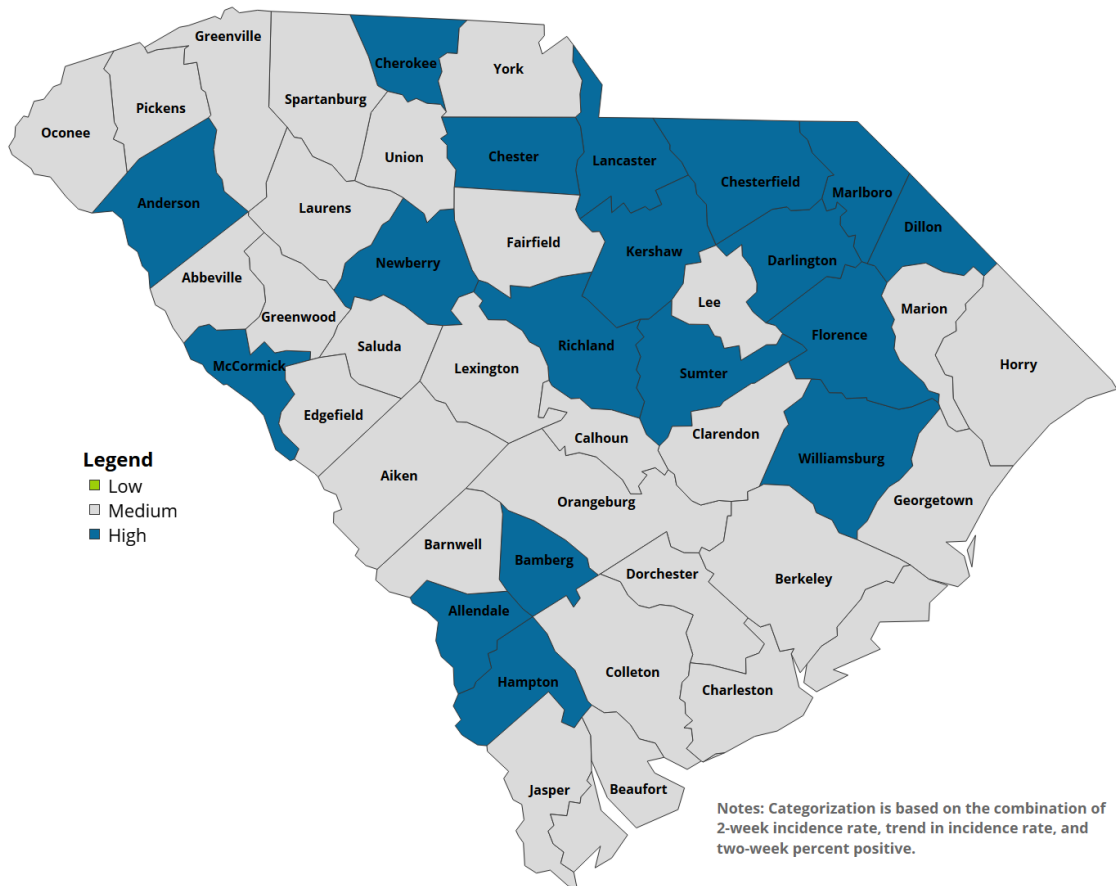 Greenville
Cherokee
York
Spartanburg
Pickens
Oconee
Union
Chester
Lancaster
Chesterfield
Marlboro
Anderson
Laurens
Dillon
Fairfield
Kershaw
Newberry
Darlington
Abbeville
Lee
Marion
Greenwood
Florence
Saluda
Richland
McCormick
Lexington
Sumter
Horry
Edgefield
Calhoun
Clarendon
Williamsburg
Aiken
Orangeburg
Georgetown
Barnwell
Bamberg
Dorchester
Berkeley
Allendale
Colleton
Hampton
Charleston
Jasper
Beaufort
Legend
Low
Medium
High
Notes: Categorization is based on the combination of
2-week incidence rate, trend in incidence rate, and
two-week percent positive.